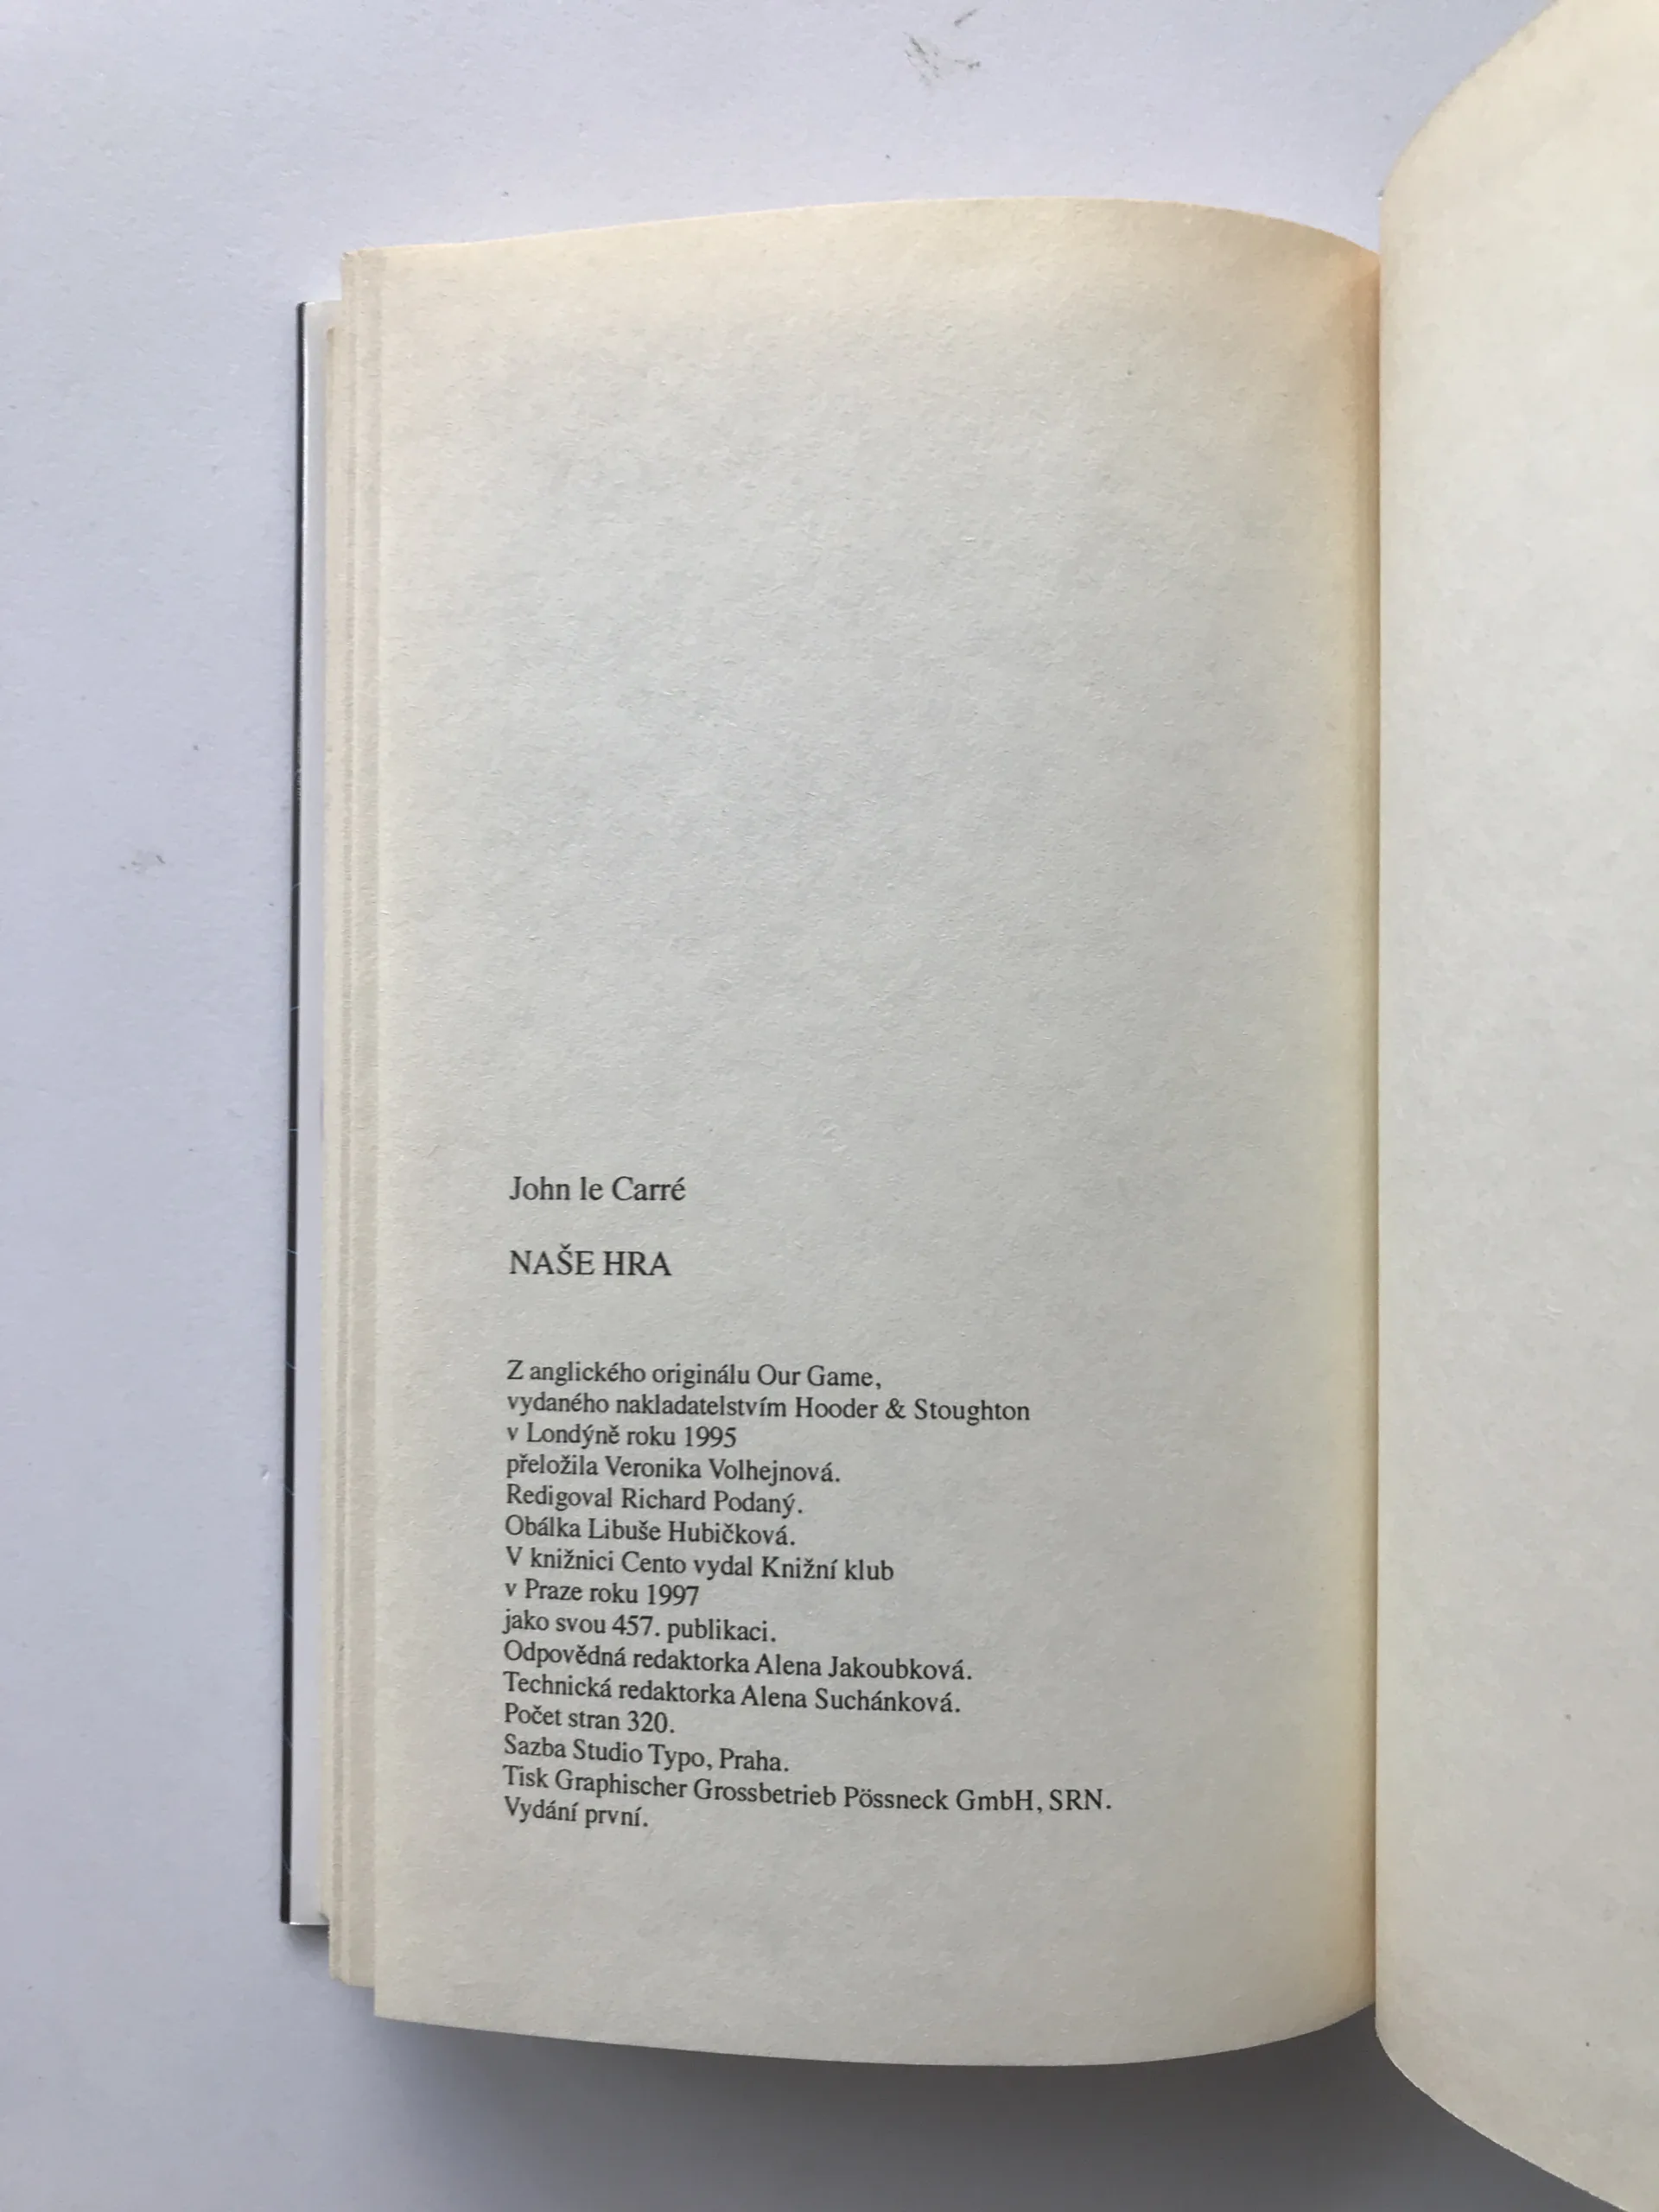 John le Carré
NAŠE HRA
Z anglického originálu Our Game,
vydaného nakladatelstvím Hooder & Stoughton
v Londýně roku 1995
přeložila Veronika Volhejnová.
Redigoval Richard Podaný.
Obálka Libuše Hubičková.
V knižnici Cento vydal Knižní klub
v Praze roku 1997
jako svou 457. publikaci.
Odpovědná redaktorka Alena Jakoubková.
Technická redaktorka Alena Suchánková.
Počet stran 320.
Sazba Studio Typo, Praha.
Tisk Graphischer Grossbetrieb Pössneck GmbH, SRN.
Vydání první.